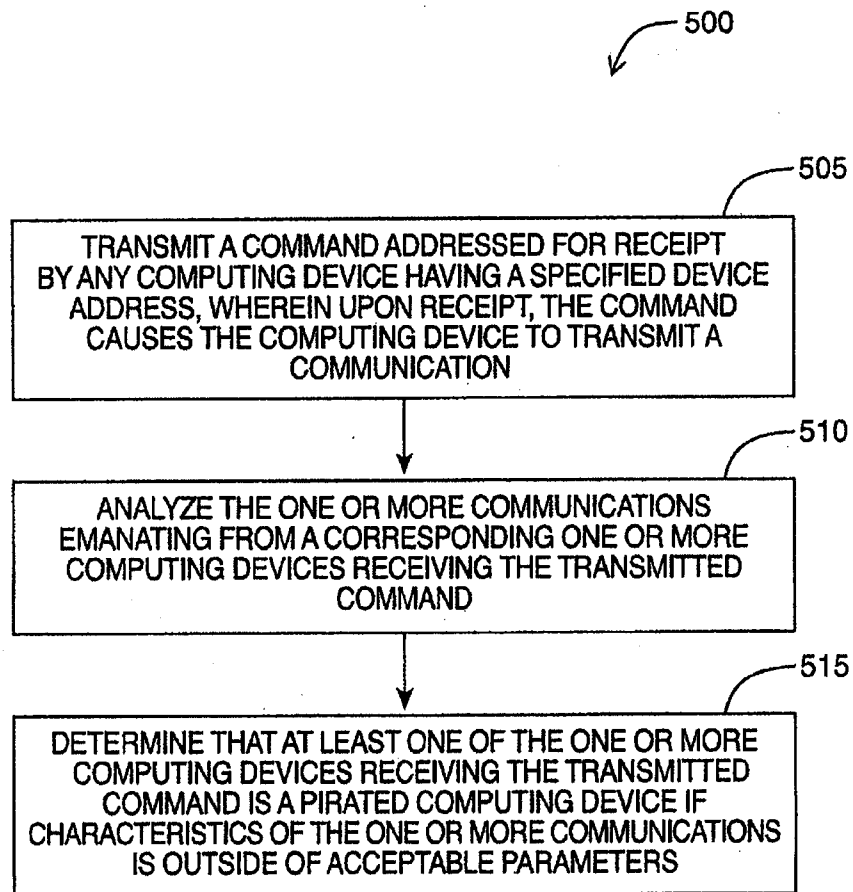 500
505
TRANSMIT A COMMAND ADDRESSED FOR RECEIPT
BY ANY COMPUTING DEVICE HAVING A SPECIFIED DEVICE
ADDRESS, WHEREIN UPON RECEIPT, THE COMMAND
CAUSES THE COMPUTING DEVICE TO TRANSMIT A
COMMUNICATION
510
ANALYZE THE ONE OR MORE COMMUNICATIONS
EMANATING FROM A CORRESPONDING ONE OR MORE
COMPUTING DEVICES RECEIVING THE TRANSMITTED
COMMAND
515
DETERMINE THAT AT LEAST ONE OF THE ONE OR MORE
COMPUTING DEVICES RECEIVING THE TRANSMITTED
COMMAND IS A PIRATED COMPUTING DEVICE IF
CHARACTERISTICS OF THE ONE OR MORE COMMUNICATIONS
IS OUTSIDE OF ACCEPTABLE PARAMETERS